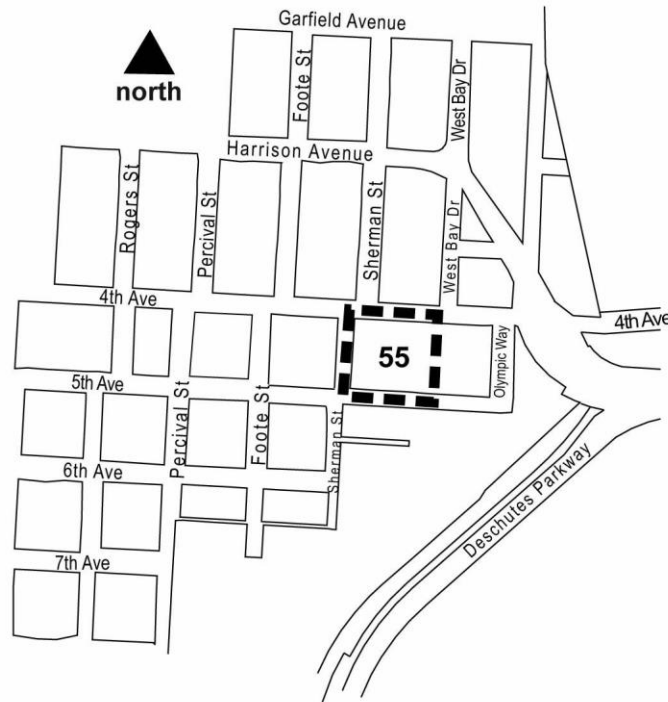 Garfield Avenue
north
Foote St
West Bay Dr
Harrison Avenue
Rogers St
Percival St
Sherman St
West Bay Dr
4th Ave
4th Ave
55
Olympic Way
5th Ave
Percival St
Foote St
Sherman St
6th Ave
Deschutes Parkway
7th Ave